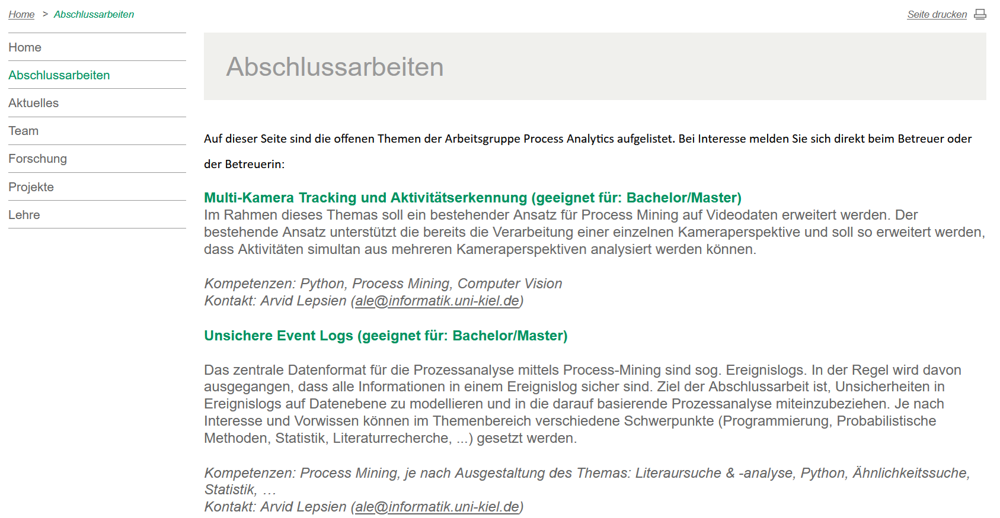 Home > Abschlussarbeiten
Seite drucken
Home
Abschlussarbeiten
Aktuelles
Team
Forschung
Projekte
Lehre
Abschlussarbeiten
Auf dieser Seite sind die offenen Themen der Arbeitsgruppe Process Analytics aufgelistet. Bei Interesse melden Sie sich direkt beim Betreuer oder
der Betreuerin:
Multi-Kamera Tracking und Aktivitätserkennung (geeignet für: Bachelor/Master)
Im Rahmen dieses Themas soll ein bestehender Ansatz für Process Mining auf Videodaten erweitert werden. Der
bestehende Ansatz unterstützt die bereits die Verarbeitung einer einzelnen Kameraperspektive und soll so erweitert werden,
dass Aktivitäten simultan aus mehreren Kameraperspektiven analysiert werden können.
Kompetenzen: Python, Process Mining, Computer Vision
Kontakt: Arvid Lepsien (ale@informatik.uni-kiel.de)
Unsichere Event Logs (geeignet für: Bachelor/Master)
Das zentrale Datenformat für die Prozessanalyse mittels Process-Mining sind sog. Ereignislogs. In der Regel wird davon
ausgegangen, dass alle Informationen in einem Ereignislog sicher sind. Ziel der Abschlussarbeit ist, Unsicherheiten in
Ereignislogs auf Datenebene zu modellieren und in die darauf basierende Prozessanalyse miteinzubeziehen. Je nach
Interesse und Vorwissen können im Themenbereich verschiedene Schwerpunkte (Programmierung, Probabilistische
Methoden, Statistik, Literaturrecherche, ...) gesetzt werden.
Kompetenzen: Process Mining, je nach Ausgestaltung des Themas: Literaursuche & -analyse, Python, Ähnlichkeitssuche,
Statistik, …
Kontakt: Arvid Lepsien (ale@informatik.uni-kiel.de)